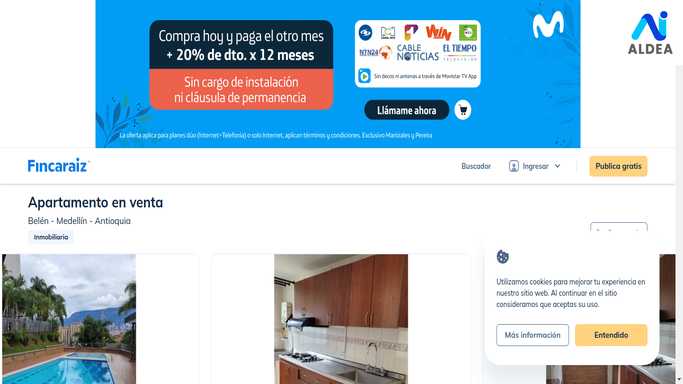 Compra hoy y paga el otro mes
+ 20% de dto. x 12 meses
Sin cargo de instalación
ni cláusula de permanencia
WIN
NTN24
CABLE
NOTICIAS
EL TIEMPO
Sin decos ni antenas a través de Movistar TV App
Llámame ahora
La oferta aplica para planes dúo (Internet+Telefonía) o solo Internet, aplican términos y condiciones. Exclusivo Manizales y Pereira
ALDEA
Fincaraiz
Buscador
Ingresar
Publica gratis
Apartamento en venta
Belén - Medellín - Antioquia
Inmobiliaria
Utilizamos cookies para mejorar tu experiencia en
nuestro sitio web. Al continuar en el sitio
consideramos que aceptas su uso.
Más información
Entendido